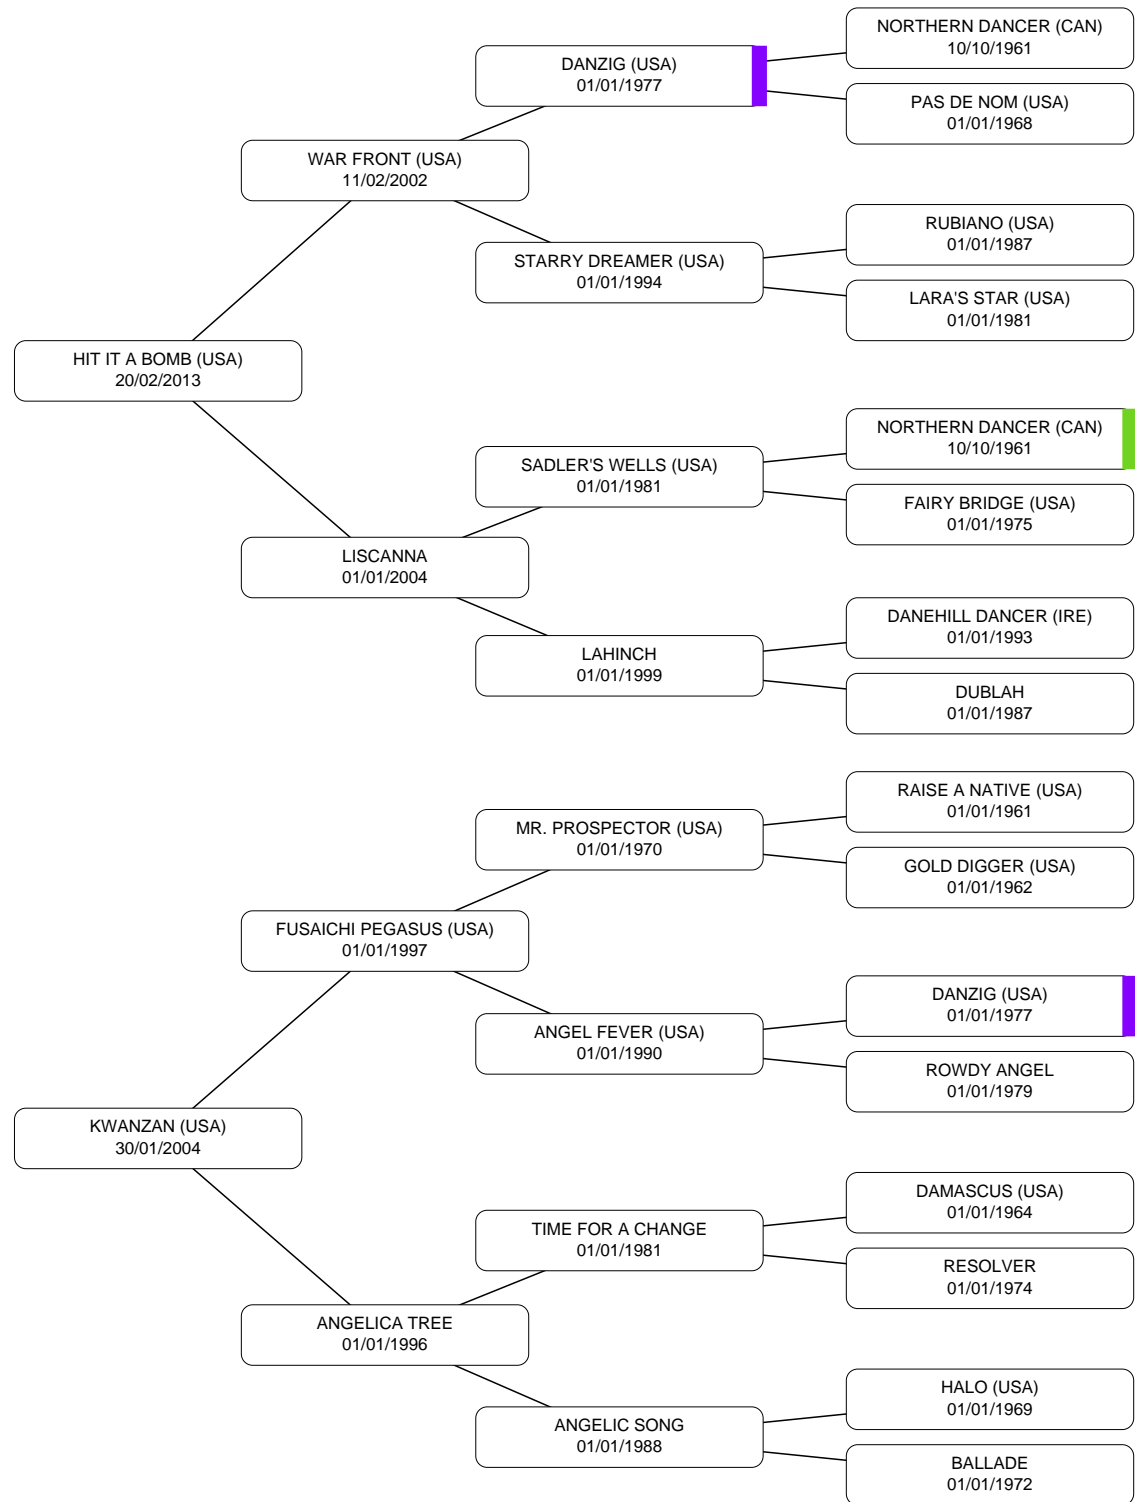 NORTHERN DANCER (CAN)
10/10/1961
DANZIG (USA)
01/01/1977
PAS DE NOM (USA)
01/01/1968
WAR FRONT (USA)
11/02/2002
RUBIANO (USA)
01/01/1987
STARRY DREAMER (USA)
01/01/1994
LARA'S STAR (USA)
01/01/1981
HIT IT A BOMB (USA)
20/02/2013
NORTHERN DANCER (CAN)
10/10/1961
SADLER'S WELLS (USA)
01/01/1981
FAIRY BRIDGE (USA)
01/01/1975
LISCANNA
01/01/2004
DANEHILL DANCER (IRE)
01/01/1993
LAHINCH
01/01/1999
DUBLAH
01/01/1987
RAISE A NATIVE (USA)
01/01/1961
MR. PROSPECTOR (USA)
01/01/1970
GOLD DIGGER (USA)
01/01/1962
FUSAICHI PEGASUS (USA)
01/01/1997
DANZIG (USA)
01/01/1977
ANGEL FEVER (USA)
01/01/1990
ROWDY ANGEL
01/01/1979
KWANZAN (USA)
30/01/2004
DAMASCUS (USA)
01/01/1964
TIME FOR A CHANGE
01/01/1981
RESOLVER
01/01/1974
ANGELICA TREE
01/01/1996
HALO (USA)
01/01/1969
ANGELIC SONG
01/01/1988
BALLADE
01/01/1972